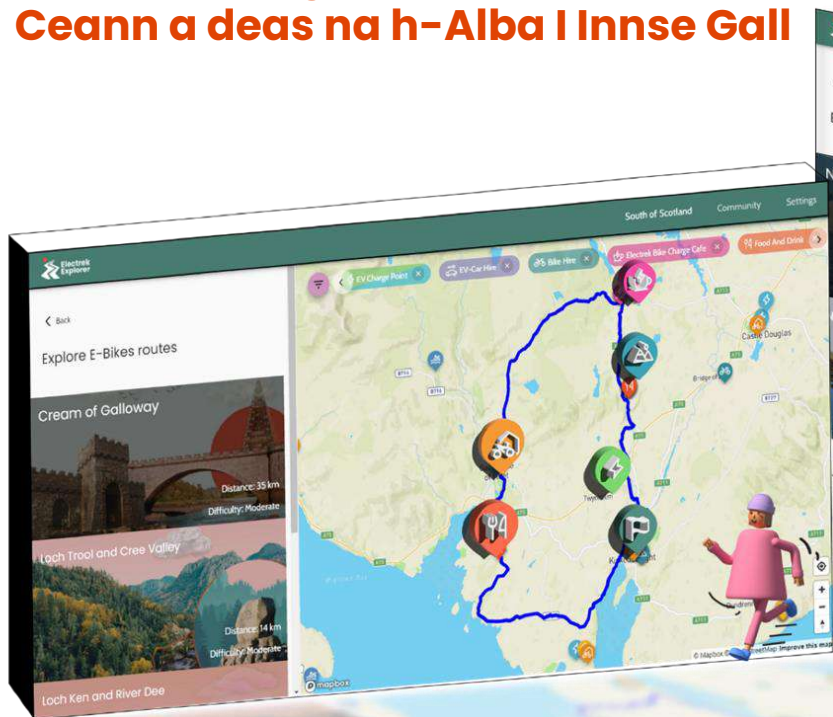 Ceann a deas na h-Alba I Innse Gall
Electrek
Explorer
South of Scotland
Community
Settings
Back
Explore E-Bikes routes
EV Charge Point
EV-Car Hire
Bike Hire
Electrek Bike Charge Cafe
Food And Drink
Cream of Galloway
Distance: 35 km
Difficulty: Moderate
Loch Trool and Cree Valley
Distance: 14 km
Difficulty: Moderate
Loch Ken and River Dee
Castle Douglas
A713
A75
B716
mapbox
© Mapbox
Improve this map